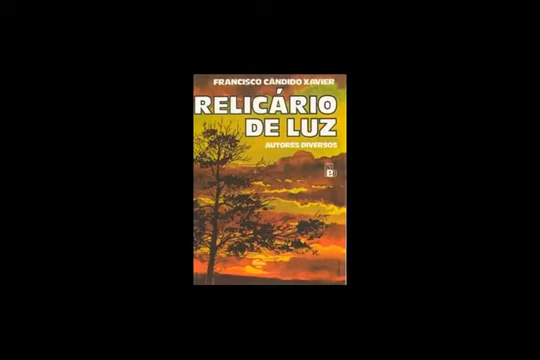 FRANCISCO CÂNDIDO XAVIER
RELICÁRIO
DE LUZ
AUTORES DIVERSOS